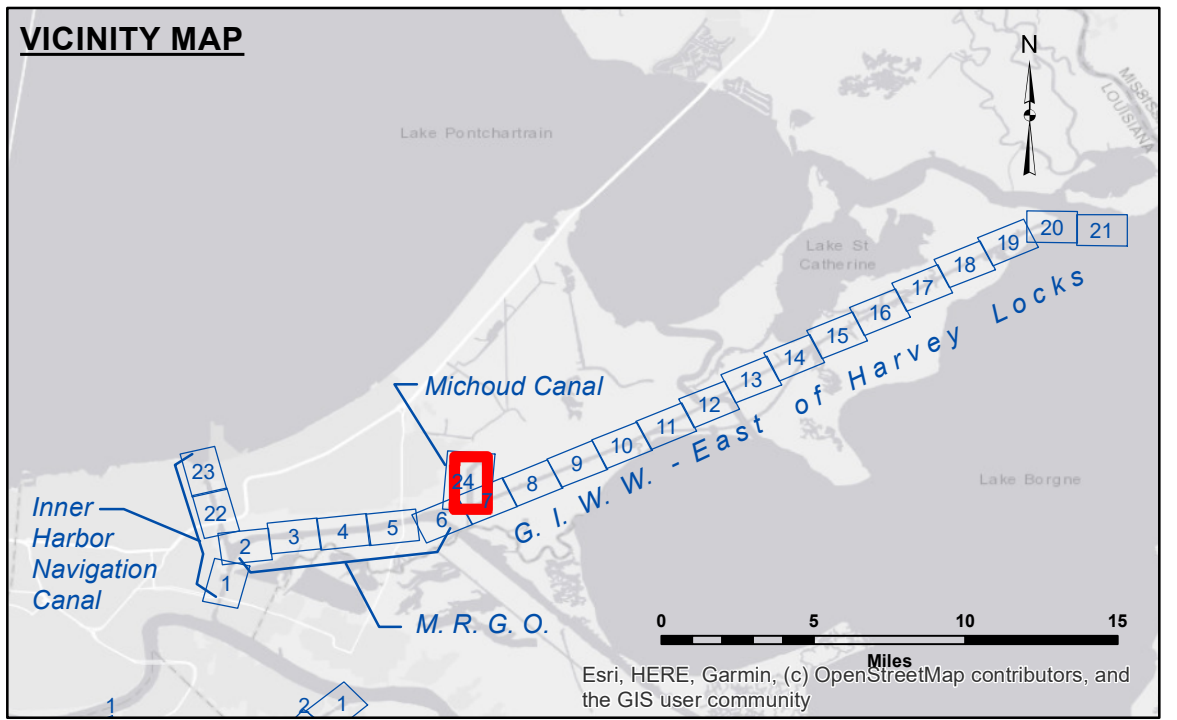 VICINITY MAP
N
MISSISS
LOUISIANA
Lake Pontchartrain
Lake St
Catherine
20
21
19
18
17
16
15
14
13
12
11
10
9
8
7
24
6
5
4
3
2
1
22
23
G. I. W. W. - East of Harvey Locks
Michoud Canal
Lake Borgne
Inner
Harbor
Navigation
Canal
M. R. G. O.
0 5 10 15
Miles
Esri, HERE, Garmin, (c) OpenStreetMap contributors, and
the GIS user community
1
2
1